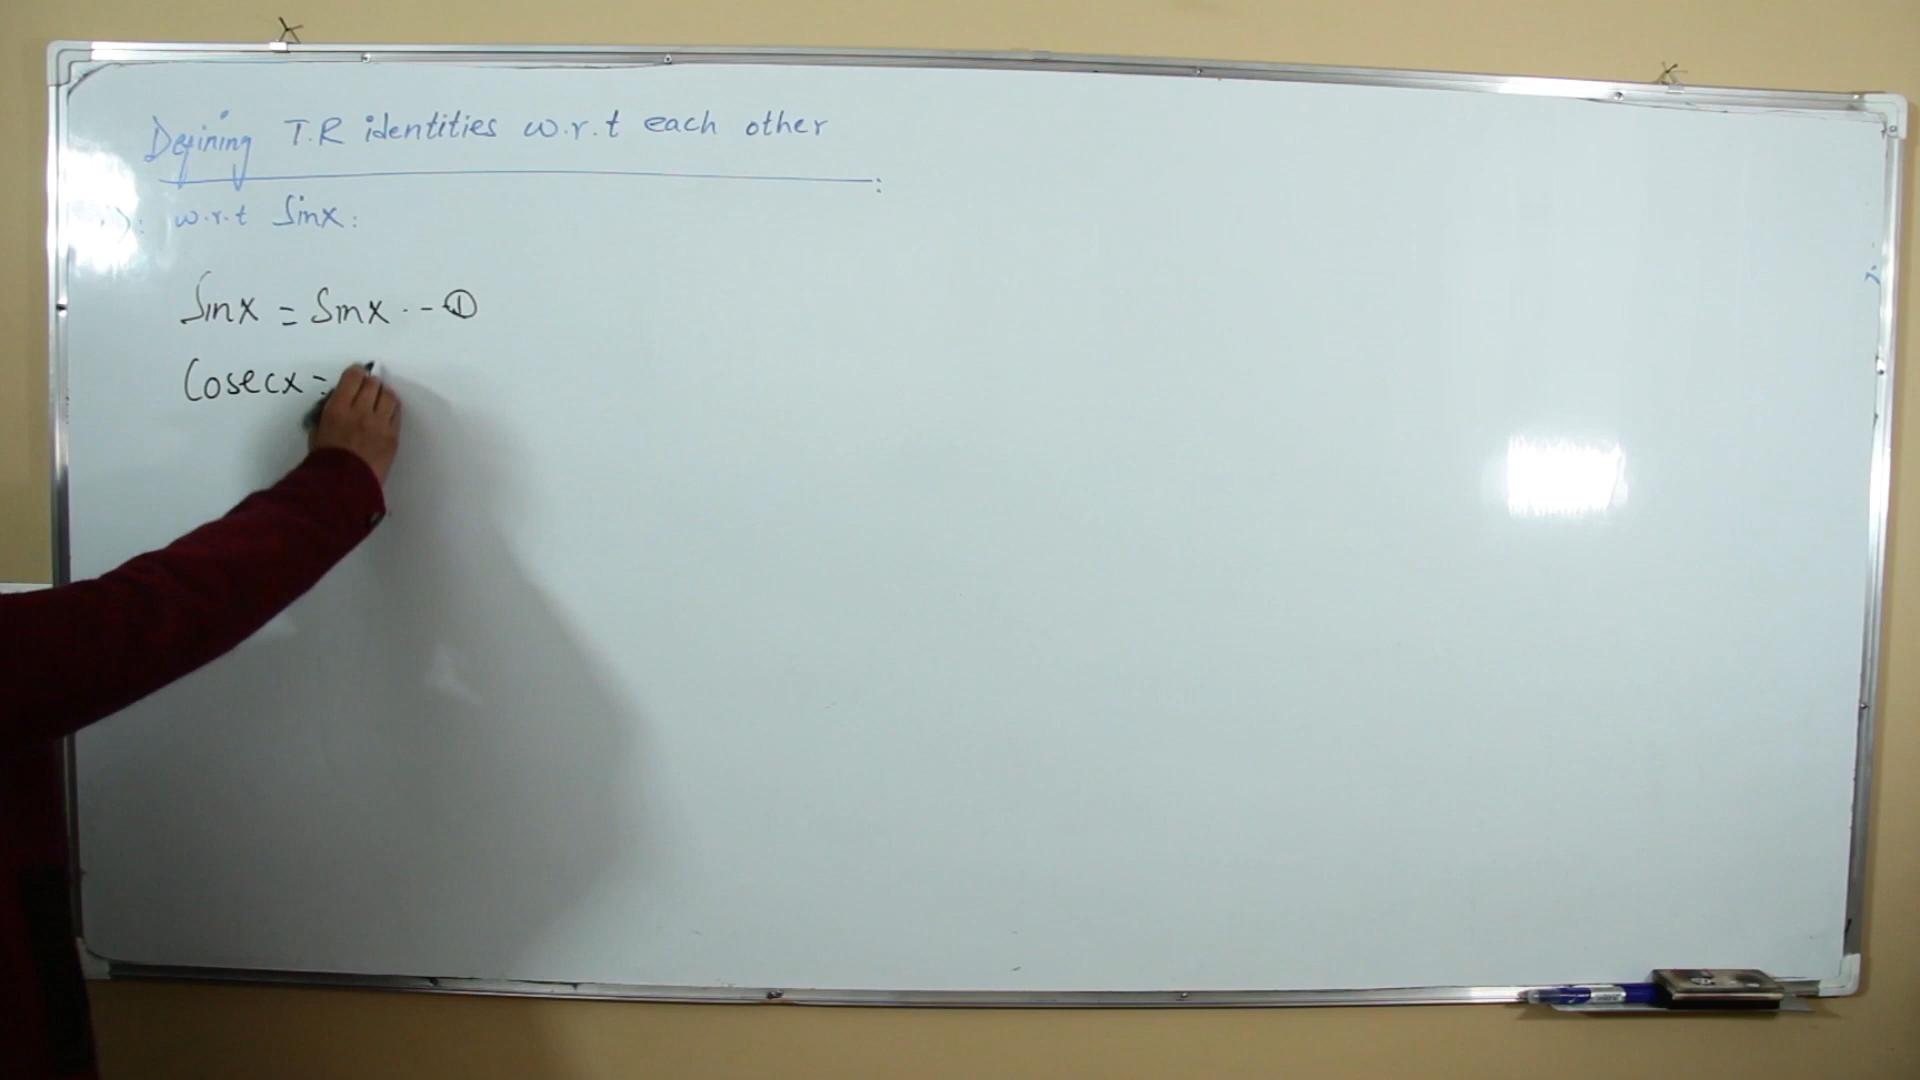 Defining T.R identities w.r.t each other :
): w.r.t Sinx:
Sinx = Sinx -- ①
Cosecx =